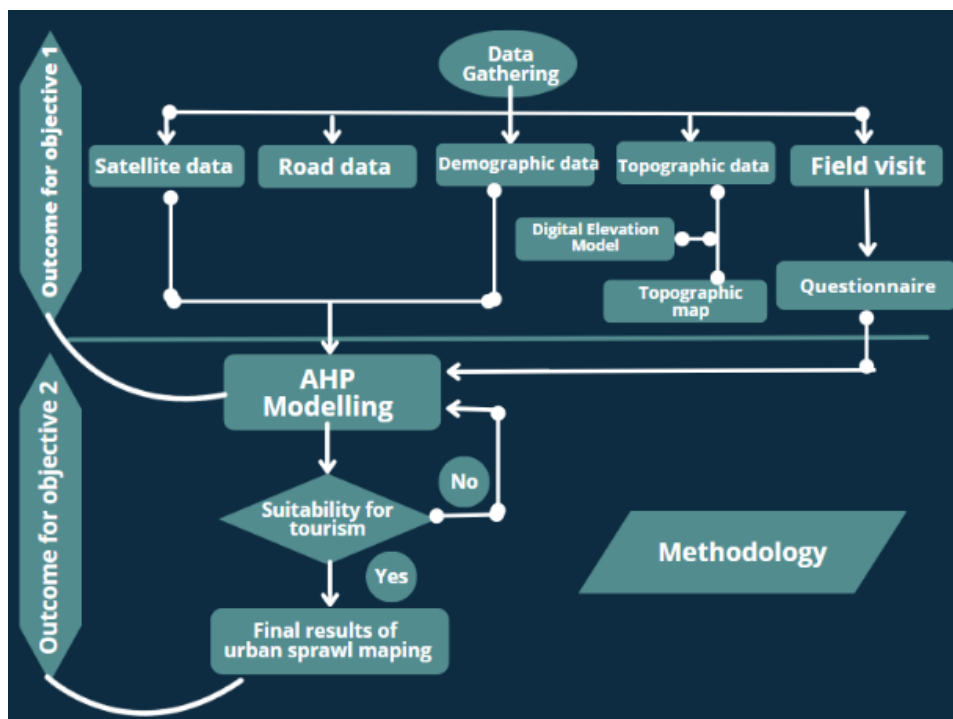 Outcome for objective 1
Data
Gathering
Satellite data
Road data
Demographic data
Topographic data
Field visit
Digital Elevation
Model
Topographic
map
Questionnaire
Outcome for objective 2
AHP
Modelling
No
Suitability for
tourism
Methodology
Yes
Final results of
urban sprawl maping